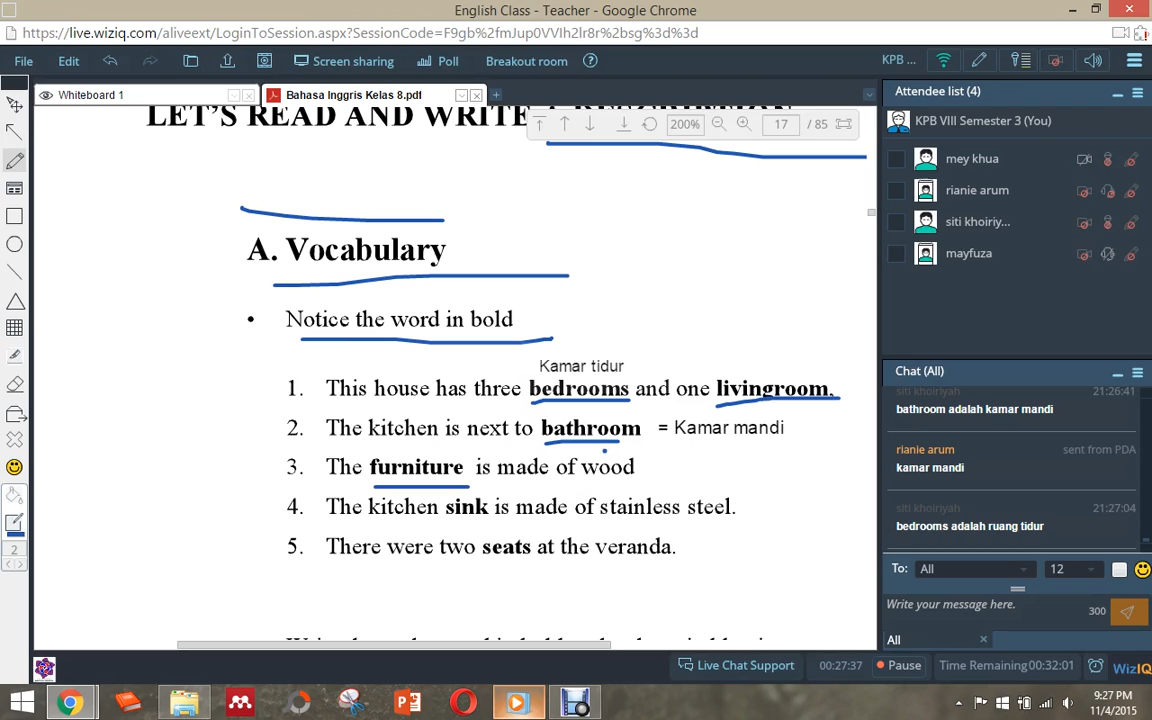 English Class - Teacher - Google Chrome
https://live.wiziq.com/aliveext/LoginToSession.aspx?SessionCode=F9gb%2fmJup0VVIh2lr8r%2bsg%3d%3d
File Edit Screen sharing Poll Breakout room KPB ...
Whiteboard 1 Bahasa Inggris Kelas 8.pdf
Attendee list (4)
LET'S READ AND WRITE A
200% 17 / 85
KPB VIII Semester 3 (You)
mey khua
rianie arum
siti khoiriy...
mayfuza
A. Vocabulary
• Notice the word in bold
Kamar tidur
1. This house has three bedrooms and one livingroom,
2. The kitchen is next to bathroom = Kamar mandi
3. The furniture is made of wood
4. The kitchen sink is made of stainless steel.
5. There were two seats at the veranda.
Chat (All)
siti khoiriyah 21:26:41
bathroom adalah kamar mandi
rianie arum sent from PDA
kamar mandi
siti khoiriyah 21:27:04
bedrooms adalah ruang tidur
To: All 12
Write your message here. 300
All
2
Live Chat Support 00:27:37 Pause Time Remaining 00:32:01 WizIQ
9:27 PM
11/4/2015